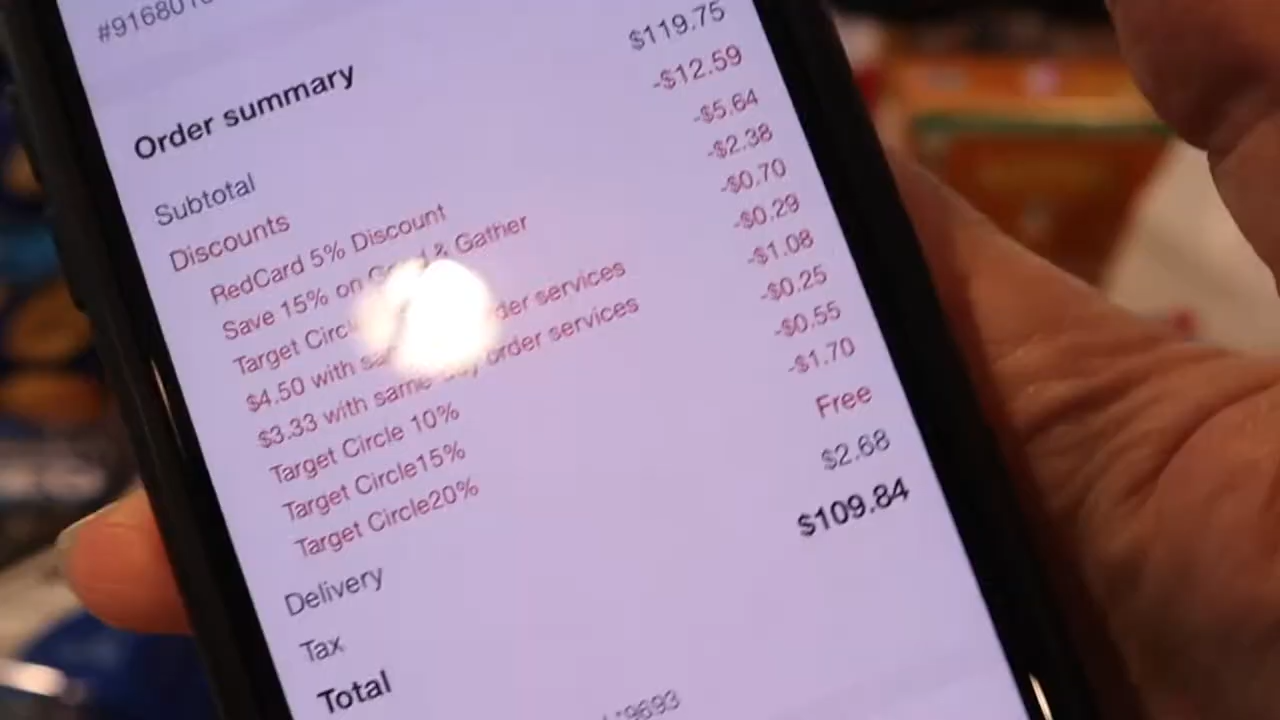 Order summary
Subtotal $119.75
Discounts -$12.59
RedCard 5% Discount -$5.64
Save 15% on & Gather -$2.38
Target -$0.70
$4.50 with services -$0.29
$3.33 with same order services -$1.08
Target Circle 10% -$0.25
Target Circle15% -$0.55
Target Circle20% -$1.70
Delivery Free
Tax $2.68
Total $109.84
*9693